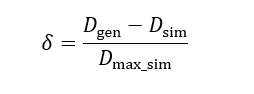 δ = (D_gen − D_sim) / D_max_sim